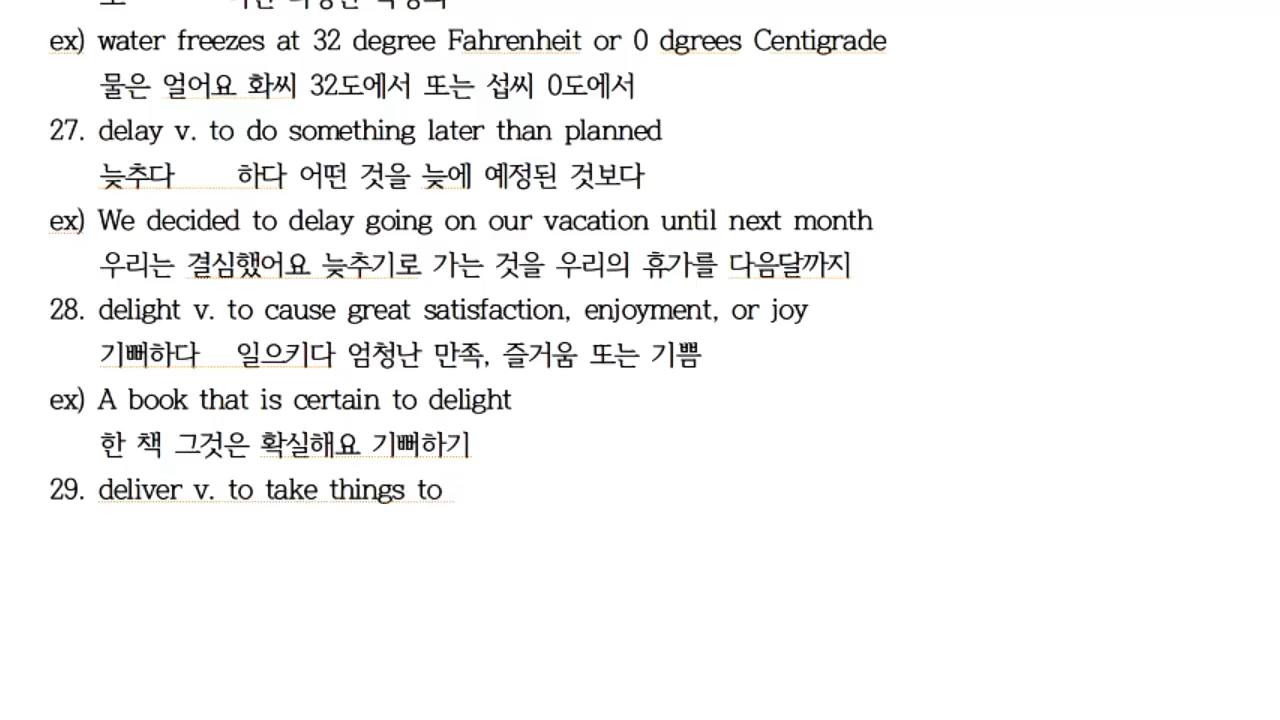 ex) water freezes at 32 degree Fahrenheit or 0 dgrees Centigrade
물은 얼어요 화씨 32도에서 또는 섭씨 0도에서
27. delay v. to do something later than planned
늦추다 하다 어떤 것을 늦에 예정된 것보다
ex) We decided to delay going on our vacation until next month
우리는 결심했어요 늦추기로 가는 것을 우리의 휴가를 다음달까지
28. delight v. to cause great satisfaction, enjoyment, or joy
기뻐하다 일으키다 엄청난 만족, 즐거움 또는 기쁨
ex) A book that is certain to delight
한 책 그것은 확실해요 기뻐하기
29. deliver v. to take things to